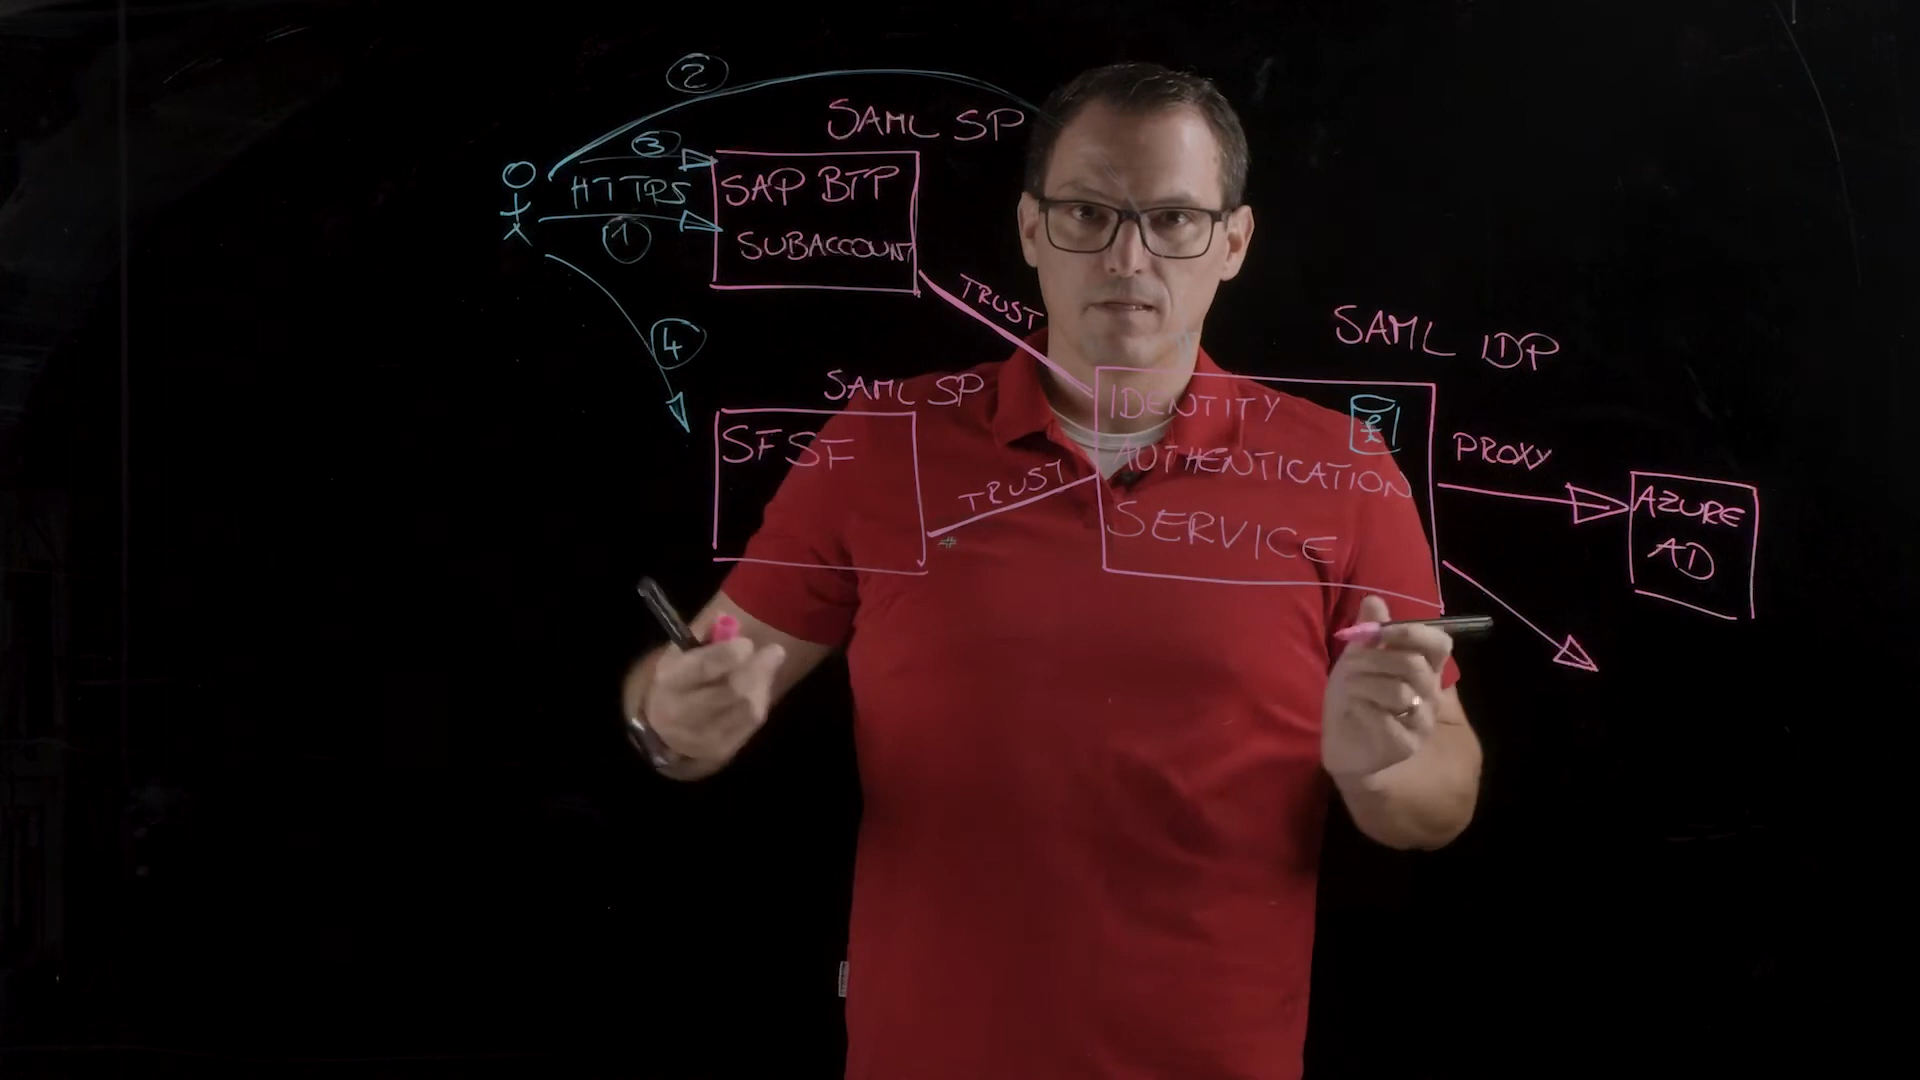 2
SAML SP
3
HTTPS
1
SAP BTP
SUBACCOUNT
TRUST
4
SAML IDP
SAML SP
SFSF
TRUST
IDENTITY
AUTHENTICATION
SERVICE
PROXY
AZURE
AD